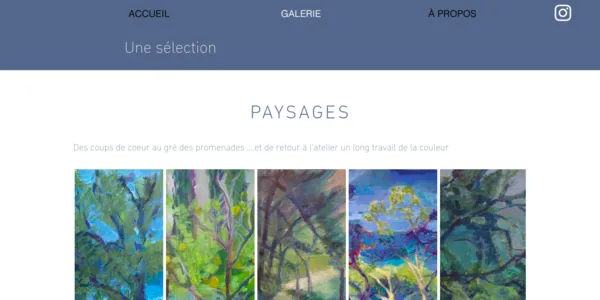 ACCUEIL GALERIE À PROPOS
Une sélection
PAYSAGES
Des coups de coeur au gré des promenades ...et de retour à l'atelier un long travail de la couleur